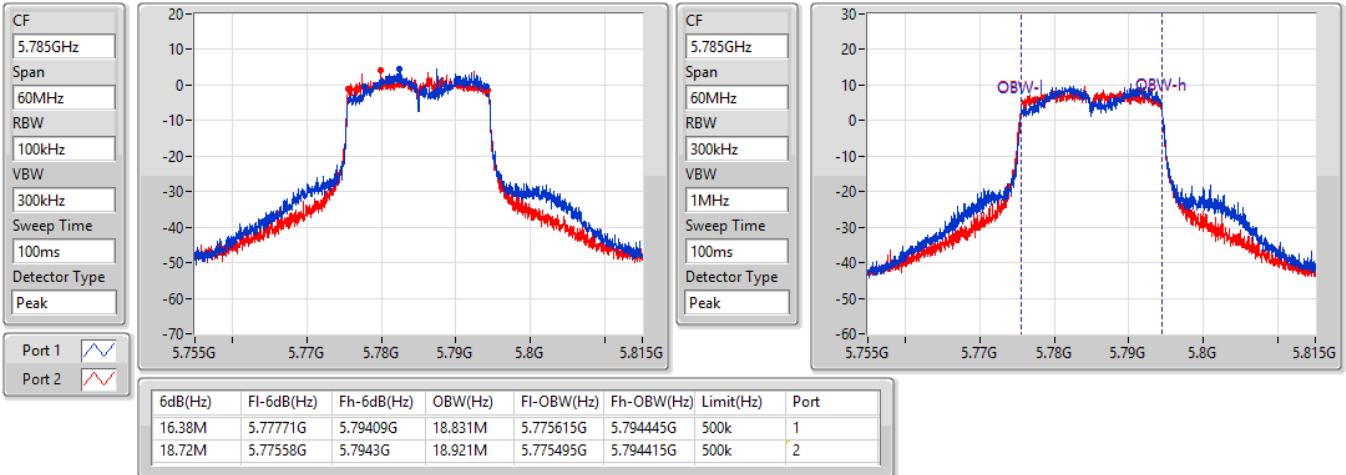 CF
5.785GHz
Span
60MHz
RBW
100kHz
VBW
300kHz
Sweep Time
100ms
Detector Type
Peak
20
10
0
-10
-20
-30
-40
-50
-60
-70
5.755G 5.77G 5.78G 5.79G 5.8G 5.815G
CF
5.785GHz
Span
60MHz
RBW
300kHz
VBW
1MHz
Sweep Time
100ms
Detector Type
Peak
30
20
10
0
-10
-20
-30
-40
-50
-60
OBW-l OBW-h
5.755G 5.77G 5.78G 5.79G 5.8G 5.815G
Port 1
Port 2
6dB(Hz) Fl-6dB(Hz) Fh-6dB(Hz) OBW(Hz) Fl-OBW(Hz) Fh-OBW(Hz) Limit(Hz) Port
16.38M 5.77771G 5.79409G 18.831M 5.775615G 5.794445G 500k 1
18.72M 5.77558G 5.7943G 18.921M 5.775495G 5.794415G 500k 2